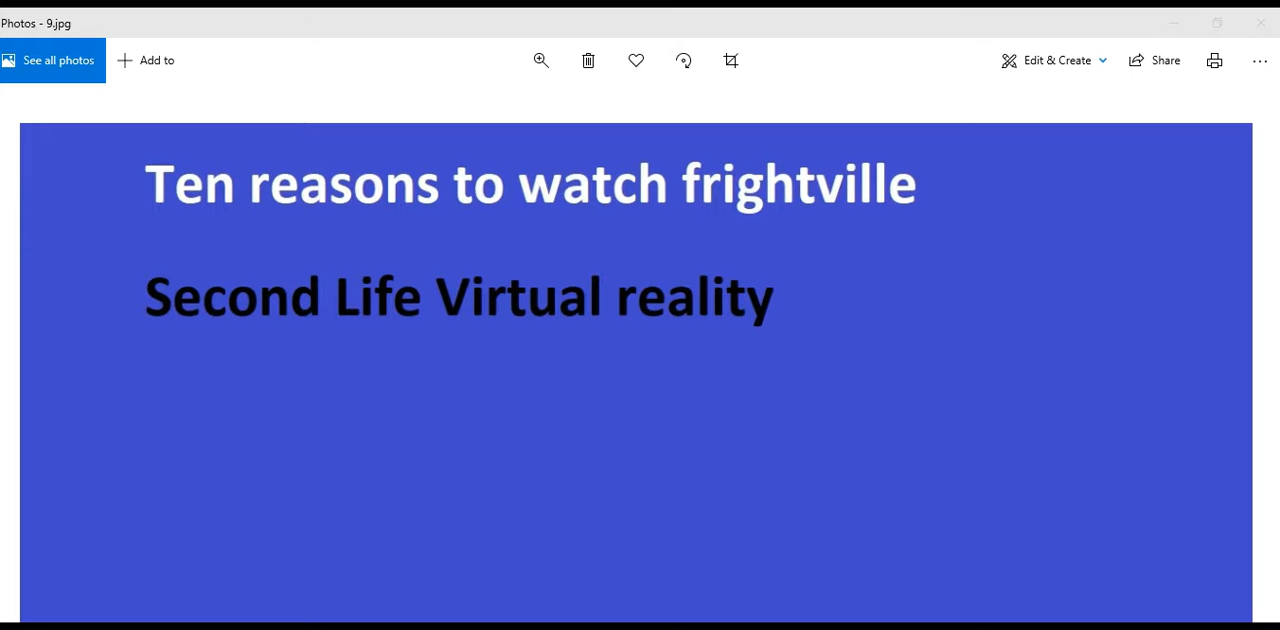 Photos - 9.jpg
See all photos
Add to
Edit & Create
Share
Ten reasons to watch frightville
Second Life Virtual reality